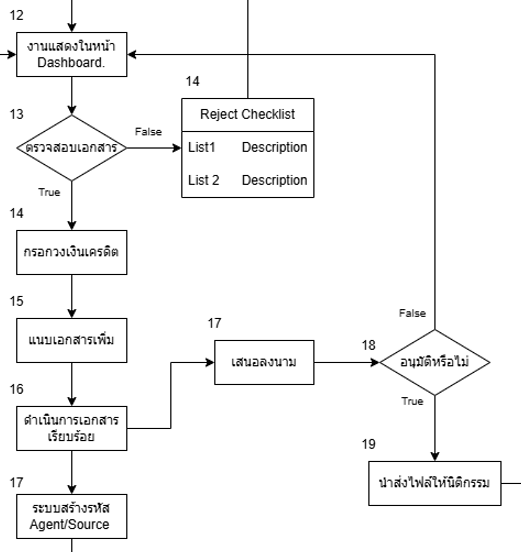 12
งานแสดงในหน้า
Dashboard.
13
ตรวจสอบเอกสาร
False
True
14
Reject Checklist
List1 Description
List 2 Description
14
กรอกวงเงินเครดิต
15
แนบเอกสารเพิ่ม
16
ดำเนินการเอกสาร
เรียบร้อย
17
ระบบสร้างรหัส
Agent/Source
17
เสนอลงนาม
18
อนุมัติหรือไม่
False
True
19
นำส่งไฟล์ให้นิติกรรม